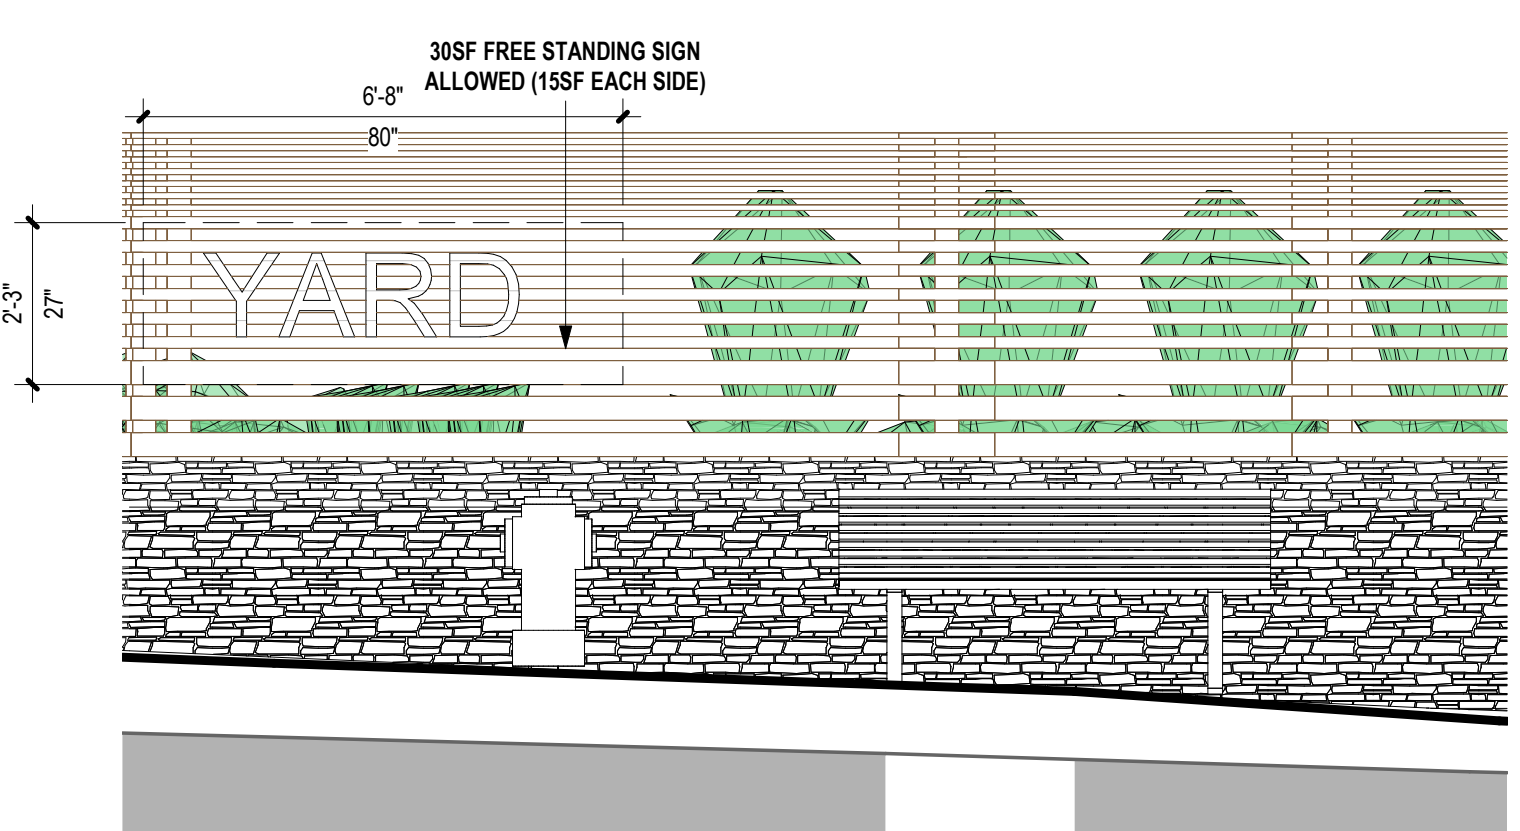 30SF FREE STANDING SIGN
ALLOWED (15SF EACH SIDE)
6'-8"
80"
2'-3"
27"
YARD